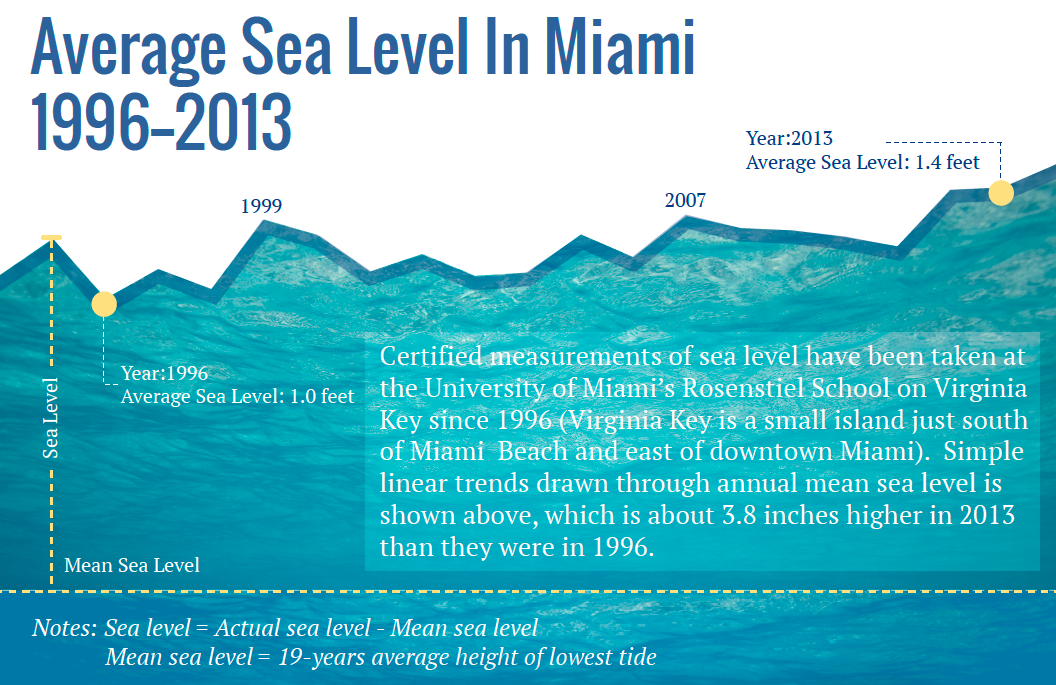 Average Sea Level In Miami
1996–2013
Year:2013
Average Sea Level: 1.4 feet
1999
2007
Year:1996
Average Sea Level: 1.0 feet
Sea Level
Certified measurements of sea level have been taken at
the University of Miami's Rosenstiel School on Virginia
Key since 1996 (Virginia Key is a small island just south
of Miami  Beach and east of downtown Miami).  Simple
linear trends drawn through annual mean sea level is
shown above, which is about 3.8 inches higher in 2013
than they were in 1996.
Mean Sea Level
Notes: Sea level = Actual sea level - Mean sea level
Mean sea level = 19-years average height of lowest tide